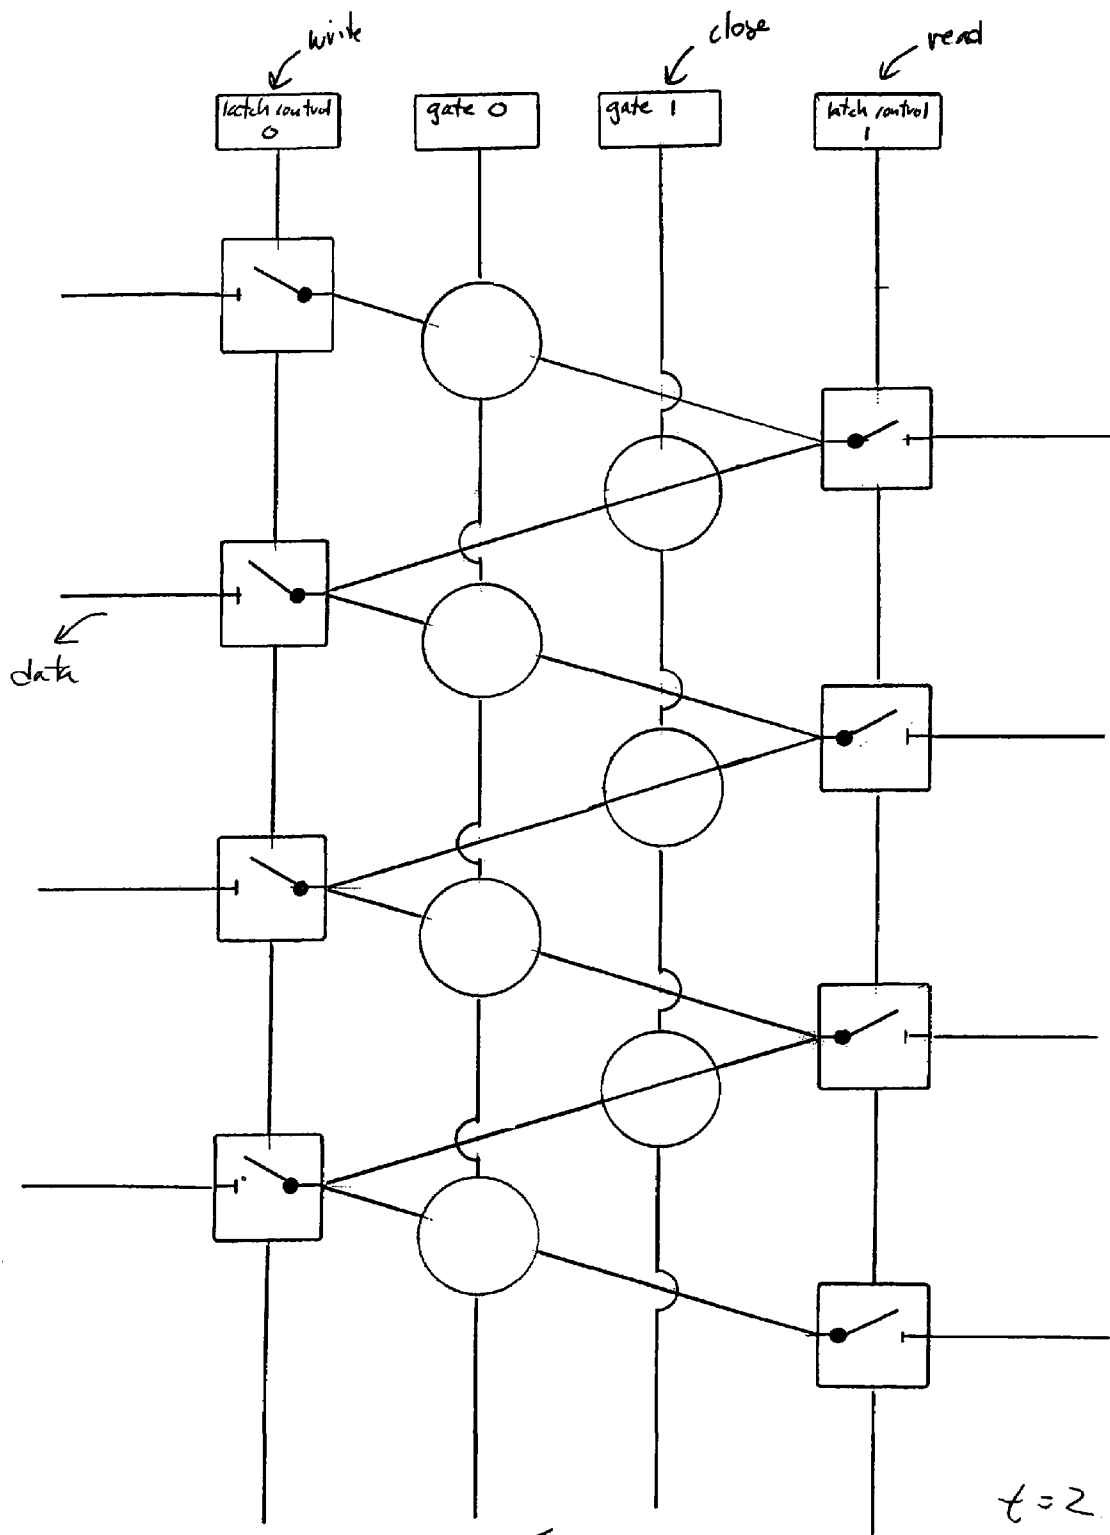 write
close
read
latch control
0
gate 0
gate 1
latch control
1
data
t=2